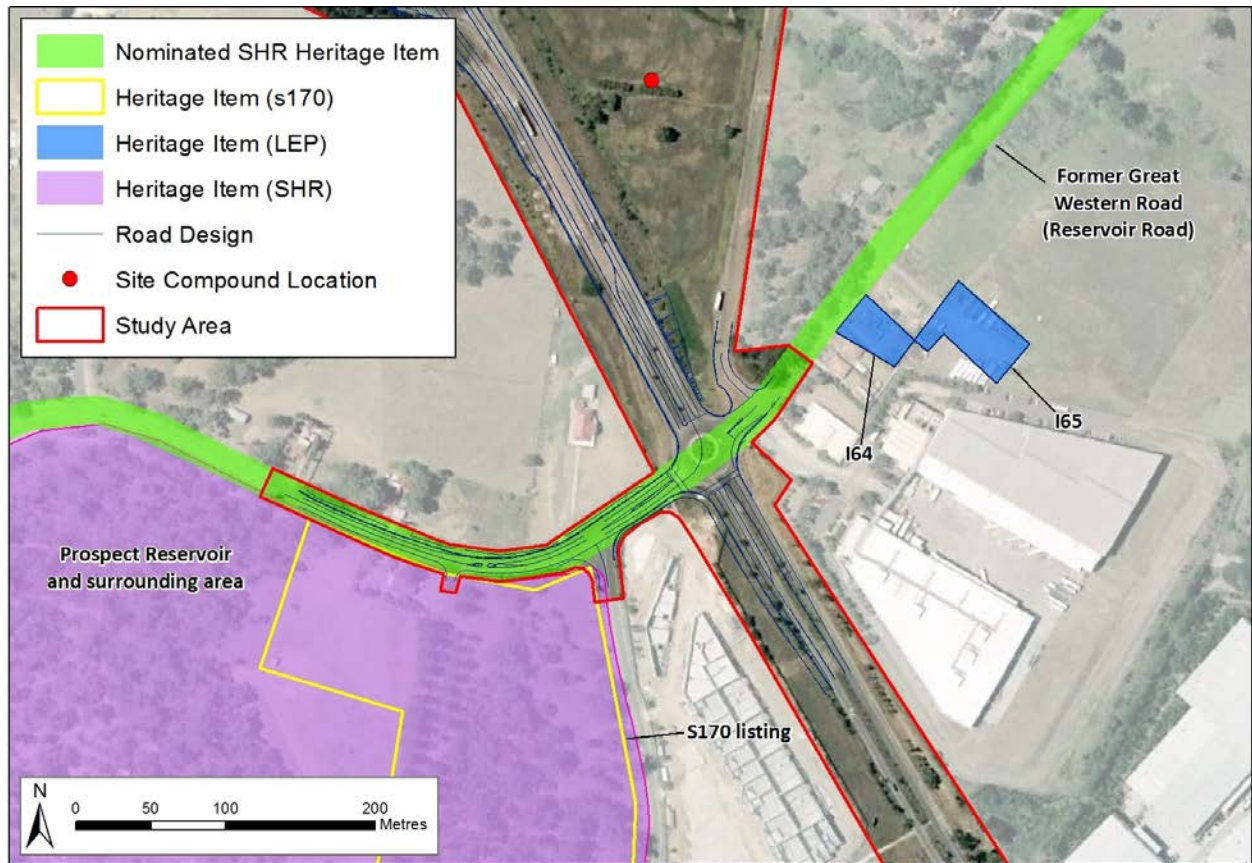 Nominated SHR Heritage Item
Heritage Item (s170)
Heritage Item (LEP)
Heritage Item (SHR)
Road Design
Site Compound Location
Study Area
Former Great
Western Road
(Reservoir Road)
I65
I64
Prospect Reservoir
and surrounding area
S170 listing
N
0 50 100 200
Metres